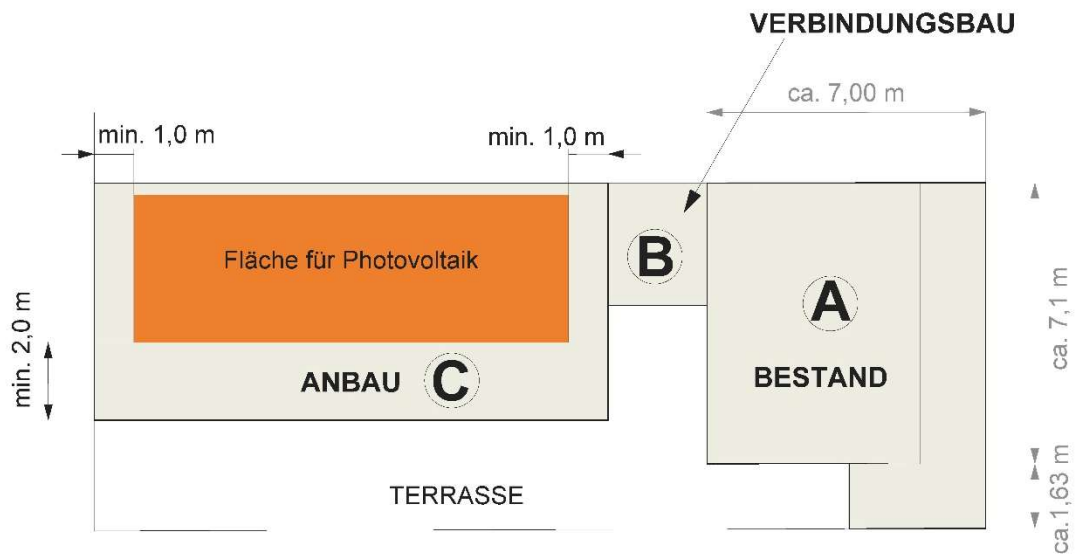 VERBINDUNGSBAU
ca. 7,00 m
min. 1,0 m
min. 1,0 m
Fläche für Photovoltaik
B
A
ca. 7,1 m
min. 2,0 m
ANBAU C
BESTAND
TERRASSE
ca.1,63 m